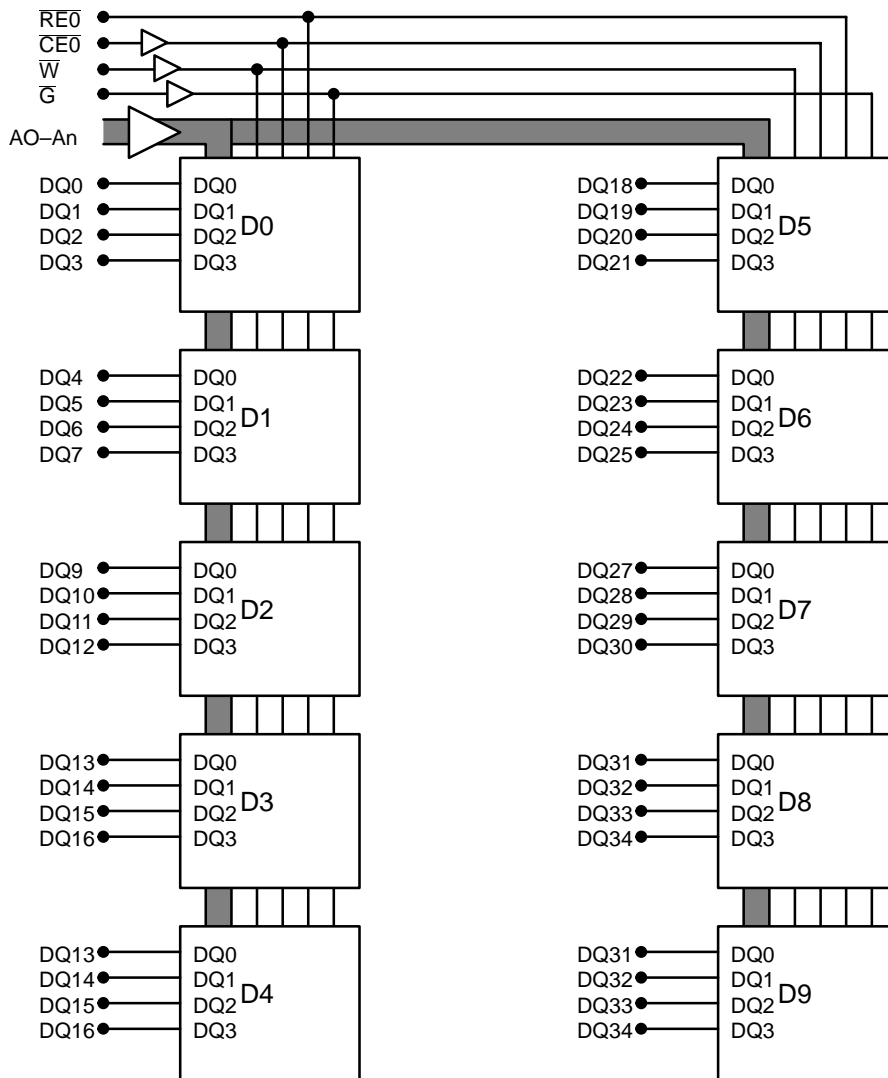 R̅E̅0̅
C̅E̅0̅
W̅
G̅
AO–An
DQ0 DQ0
DQ1 DQ1
DQ2 DQ2
DQ3 DQ3
D0
DQ18 DQ0
DQ19 DQ1
DQ20 DQ2
DQ21 DQ3
D5
DQ4 DQ0
DQ5 DQ1
DQ6 DQ2
DQ7 DQ3
D1
DQ22 DQ0
DQ23 DQ1
DQ24 DQ2
DQ25 DQ3
D6
DQ9 DQ0
DQ10 DQ1
DQ11 DQ2
DQ12 DQ3
D2
DQ27 DQ0
DQ28 DQ1
DQ29 DQ2
DQ30 DQ3
D7
DQ13 DQ0
DQ14 DQ1
DQ15 DQ2
DQ16 DQ3
D3
DQ31 DQ0
DQ32 DQ1
DQ33 DQ2
DQ34 DQ3
D8
DQ13 DQ0
DQ14 DQ1
DQ15 DQ2
DQ16 DQ3
D4
DQ31 DQ0
DQ32 DQ1
DQ33 DQ2
DQ34 DQ3
D9